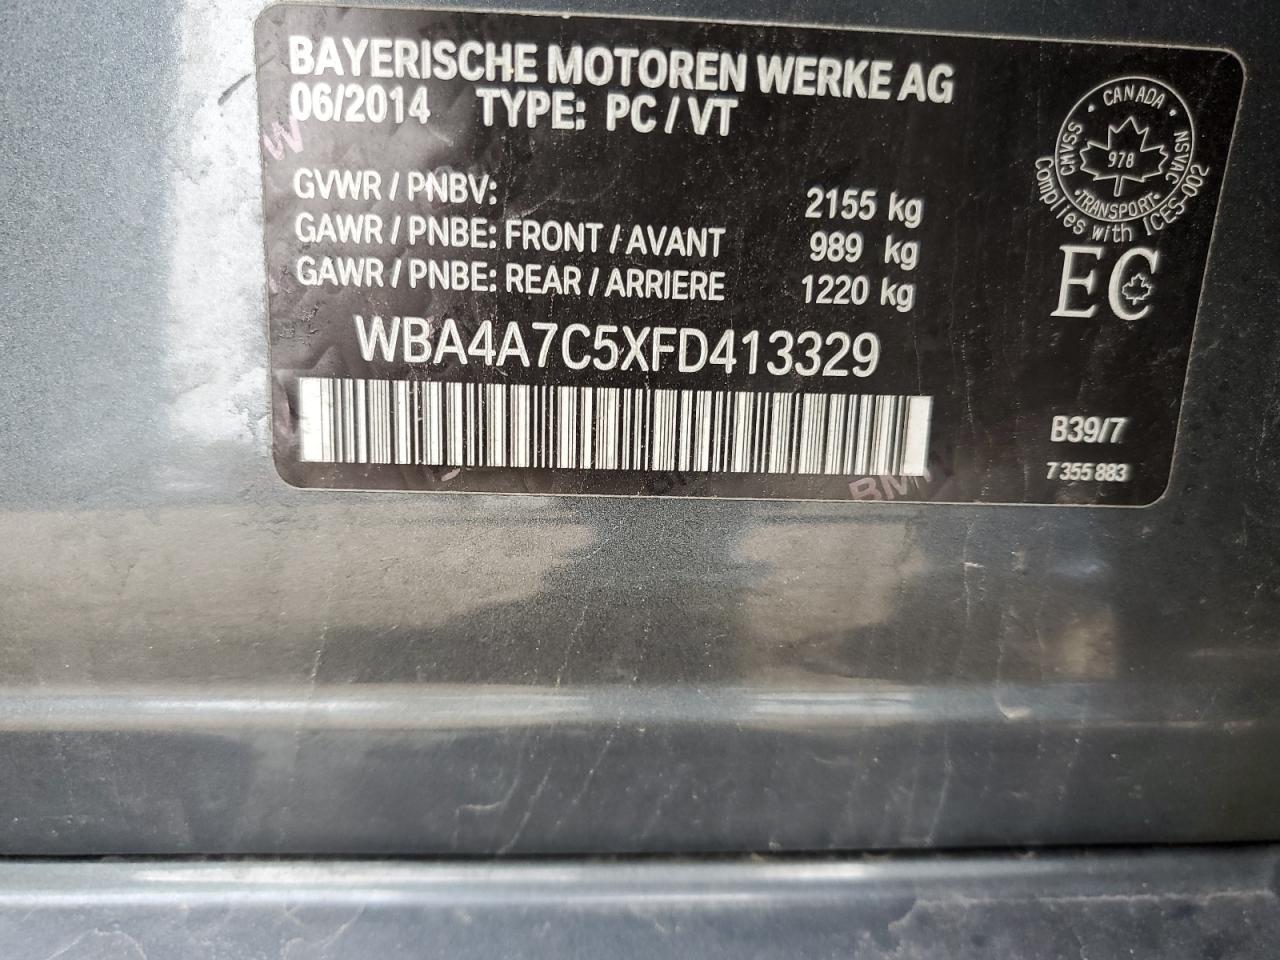 BAYERISCHE MOTOREN WERKE AG
06/2014 TYPE: PC / VT
GVWR / PNBV: 2155 kg
GAWR / PNBE: FRONT / AVANT 989 kg
GAWR / PNBE: REAR / ARRIERE 1220 kg
WBA4A7C5XFD413329
CANADA
CMVSS
NSVAC
978
TRANSPORT
Complies with ICES-002
EC
B39/7
7 355 883
W
BM